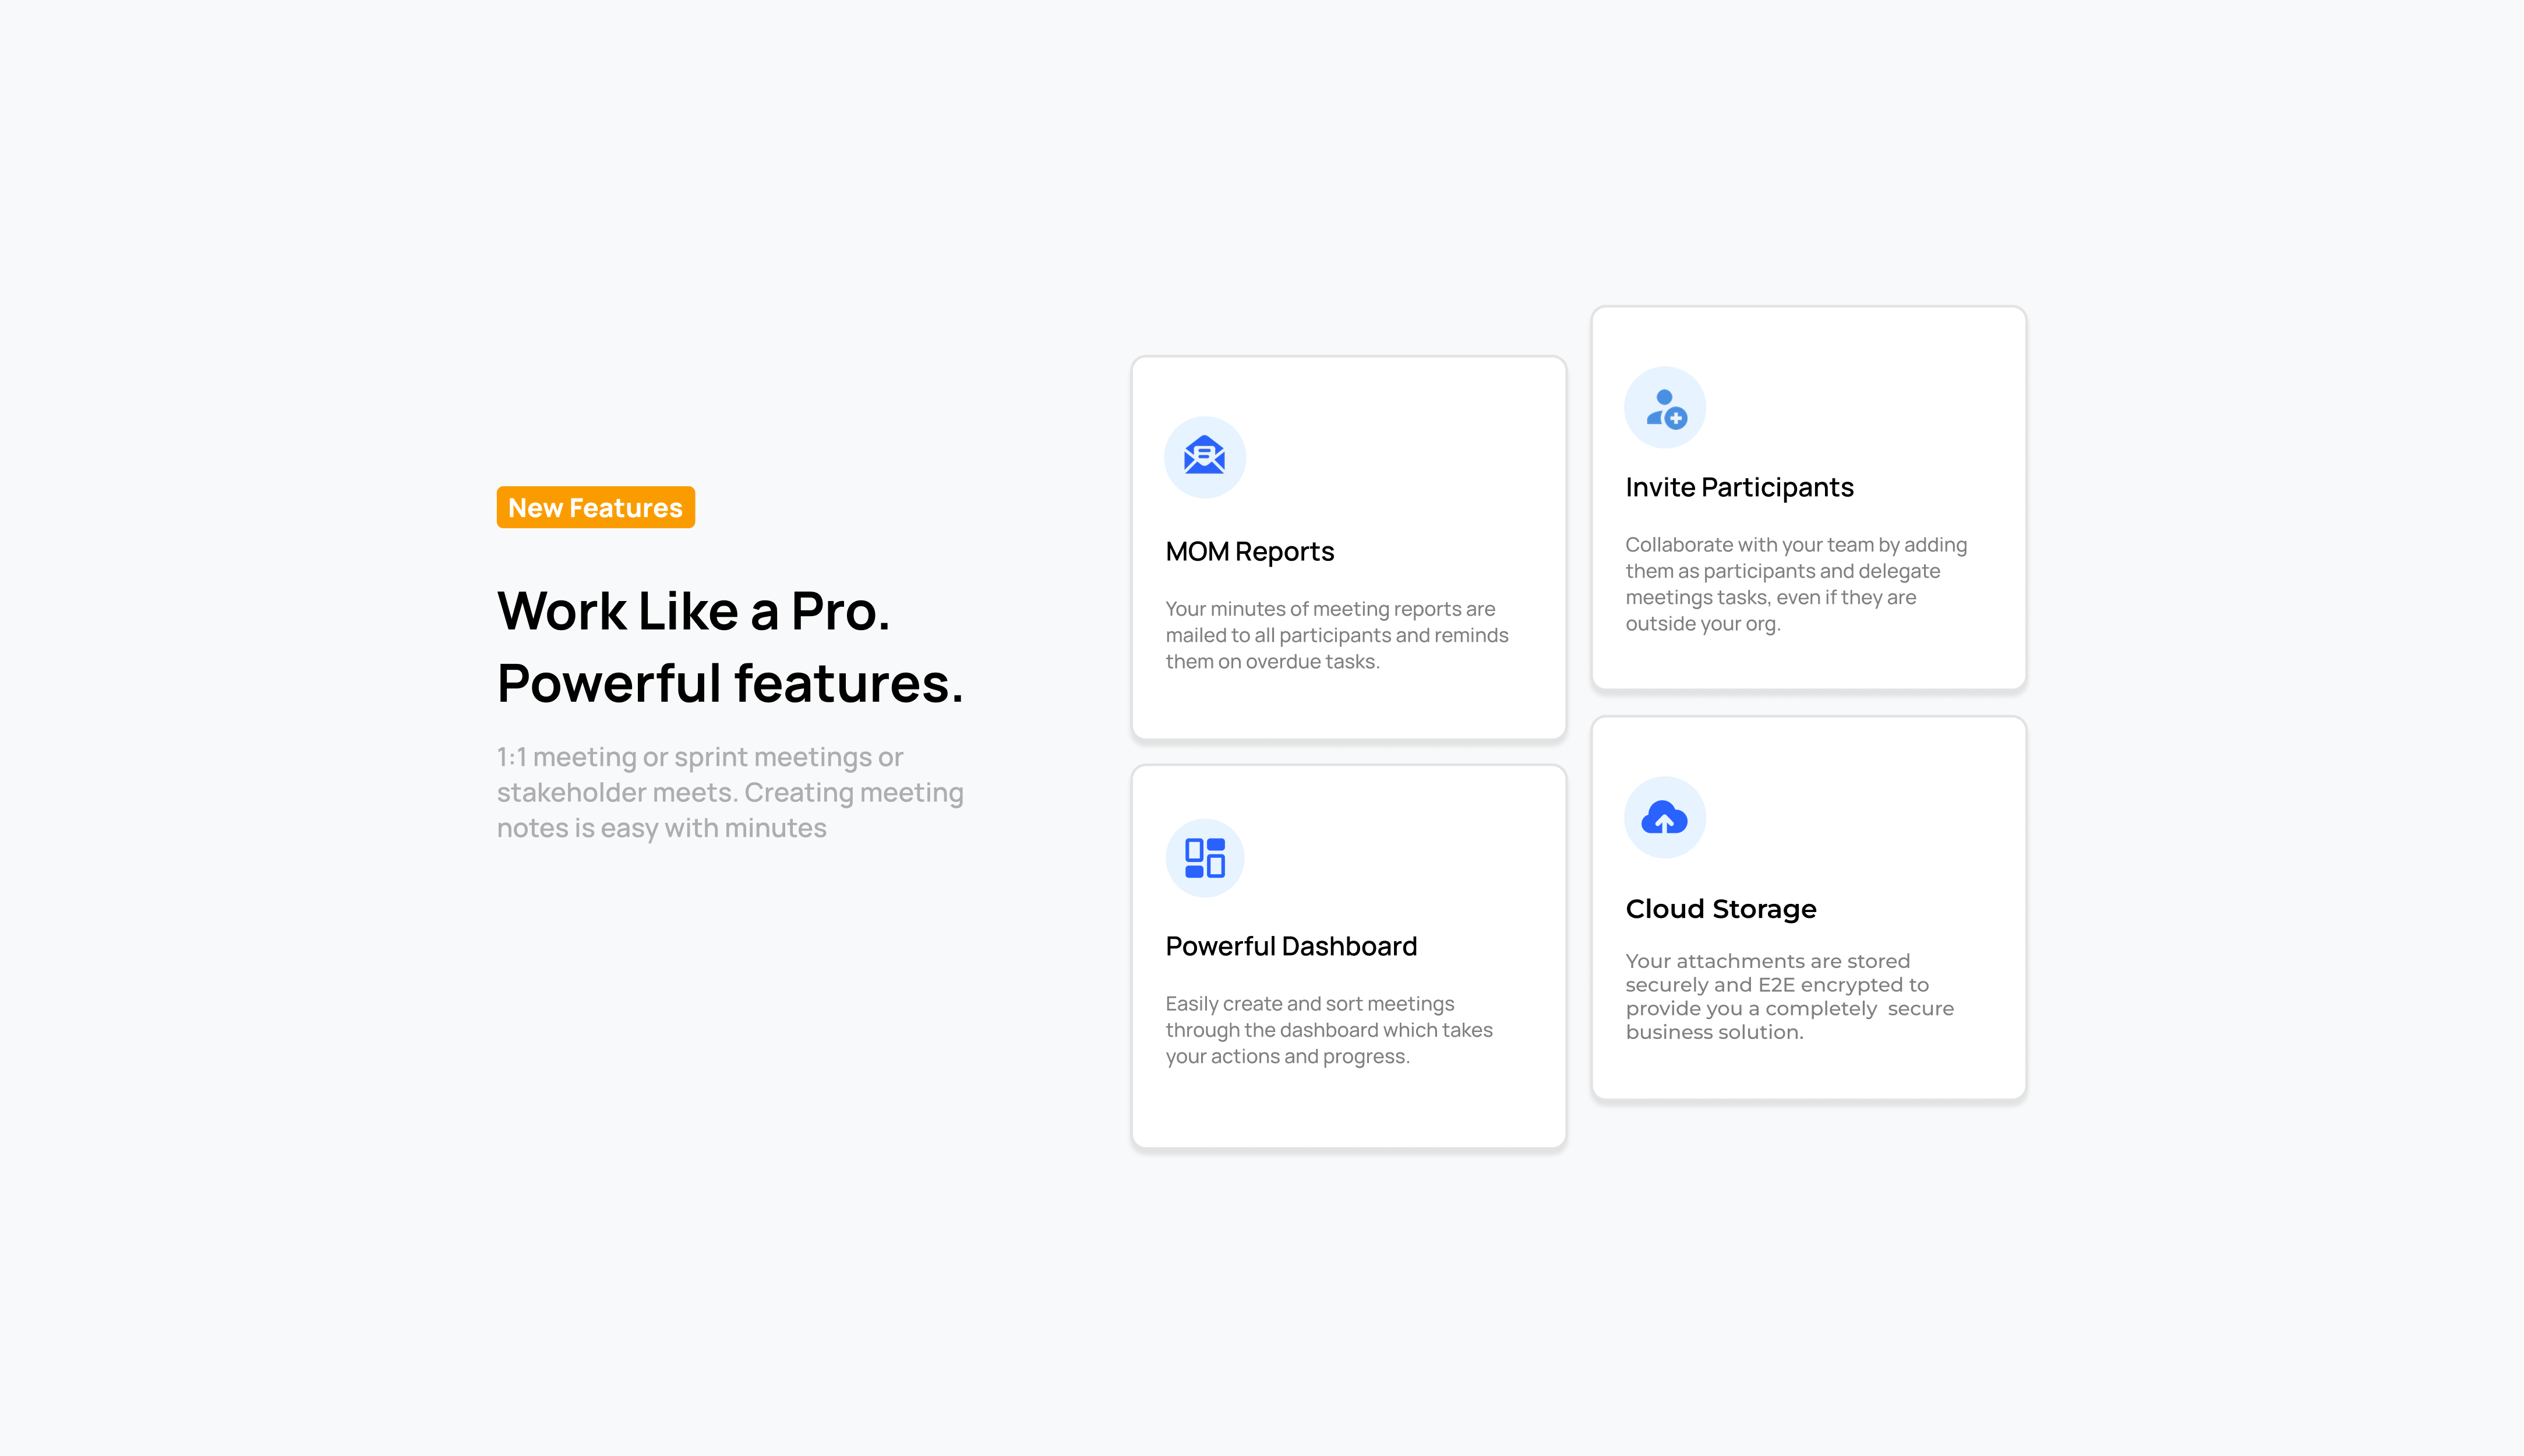 New Features
Work Like a Pro.
Powerful features.
1:1 meeting or sprint meetings or
stakeholder meets. Creating meeting
notes is easy with minutes
MOM Reports
Your minutes of meeting reports are
mailed to all participants and reminds
them on overdue tasks.
Invite Participants
Collaborate with your team by adding
them as participants and delegate
meetings tasks, even if they are
outside your org.
Powerful Dashboard
Easily create and sort meetings
through the dashboard which takes
your actions and progress.
Cloud Storage
Your attachments are stored
securely and E2E encrypted to
provide you a completely  secure
business solution.